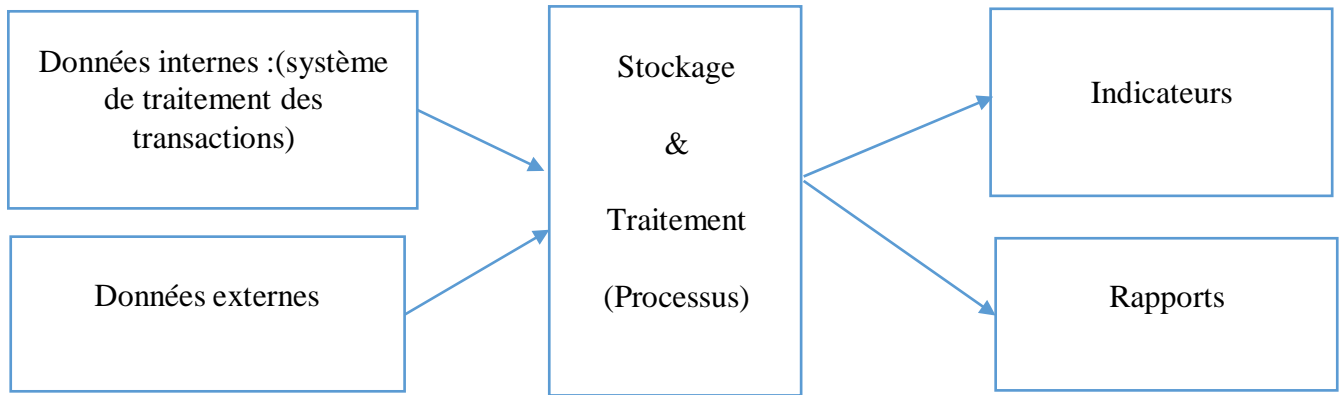 Données internes :(système
de traitement des
transactions)
Données externes
Stockage
&
Traitement
(Processus)
Indicateurs
Rapports